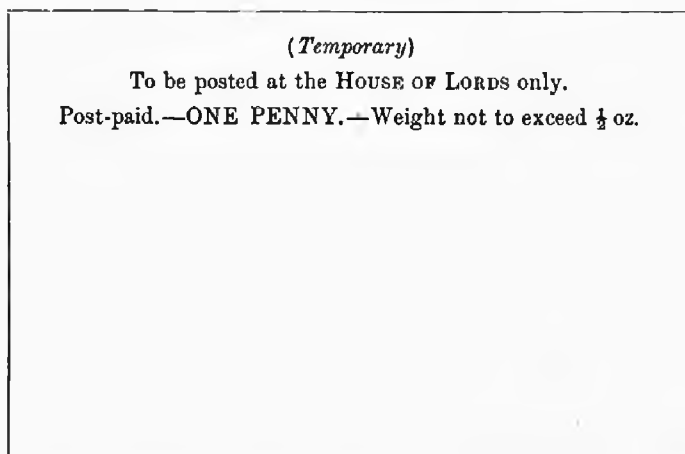 (Temporary)
To be posted at the HOUSE OF LORDS only.
Post-paid.—ONE PENNY.—Weight not to exceed ½ oz.